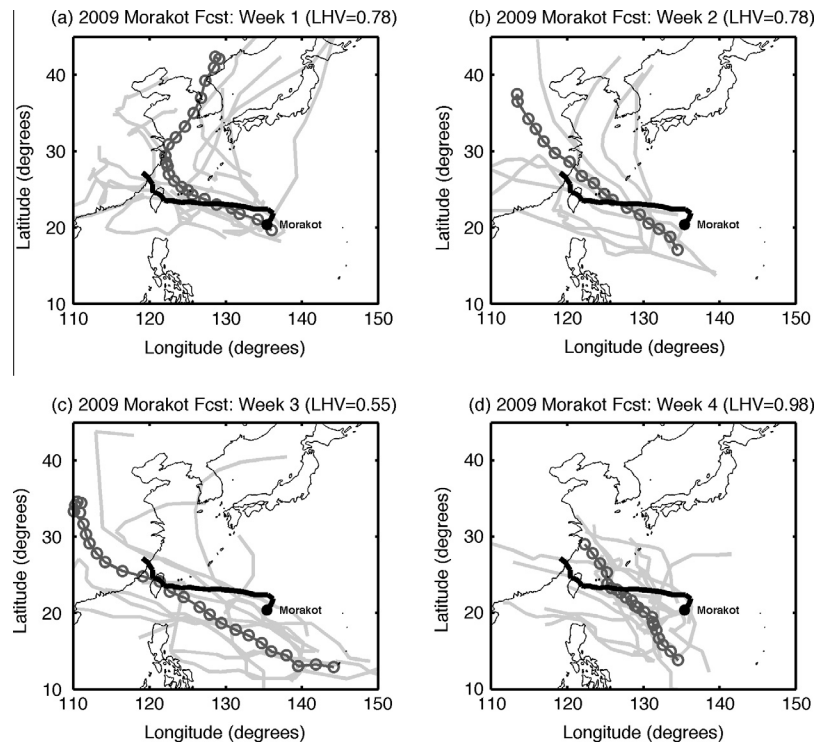 (a) 2009 Morakot Fcst: Week 1 (LHV=0.78)
(b) 2009 Morakot Fcst: Week 2 (LHV=0.78)
40
30
20
10
Latitude (degrees)
Morakot
110 120 130 140 150
Longitude (degrees)
40
30
20
10
Latitude (degrees)
Morakot
110 120 130 140 150
Longitude (degrees)
(c) 2009 Morakot Fcst: Week 3 (LHV=0.55)
(d) 2009 Morakot Fcst: Week 4 (LHV=0.98)
40
30
20
10
Latitude (degrees)
Morakot
110 120 130 140 150
Longitude (degrees)
40
30
20
10
Latitude (degrees)
Morakot
110 120 130 140 150
Longitude (degrees)